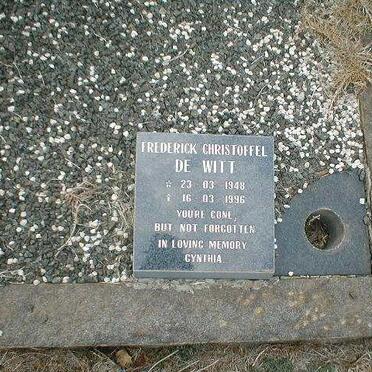 FREDERICK CHRISTOFFEL
DE WITT
☆ 23 · 03 · 1948
† 16 · 03 · 1996
YOU'RE GONE,
BUT NOT FORGOTTEN
IN LOVING MEMORY
CYNTHIA